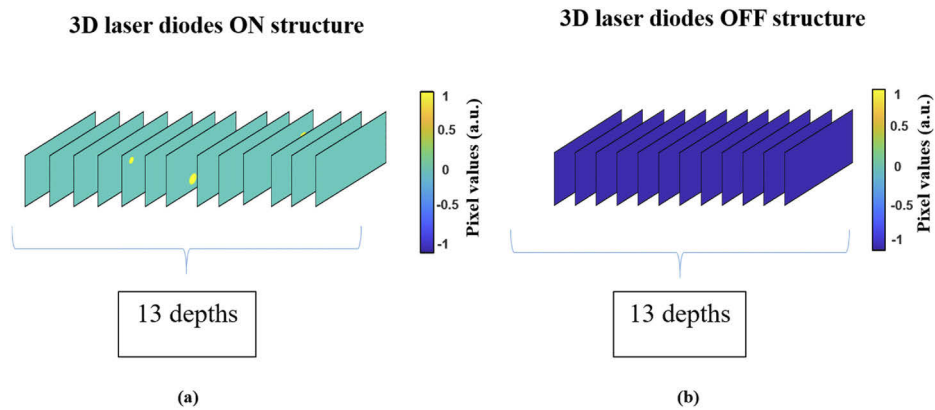 3D laser diodes ON structure
3D laser diodes OFF structure
1
0.5
0
-0.5
-1
Pixel values (a.u.)
1
0.5
0
-0.5
-1
Pixel values (a.u.)
13 depths
13 depths
(a)
(b)